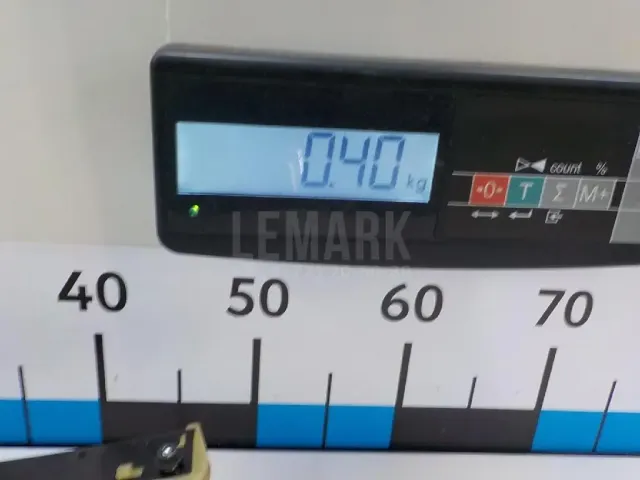 0.40 kg
count %
→0← T Σ M+
LEMARK
40 50 60 70